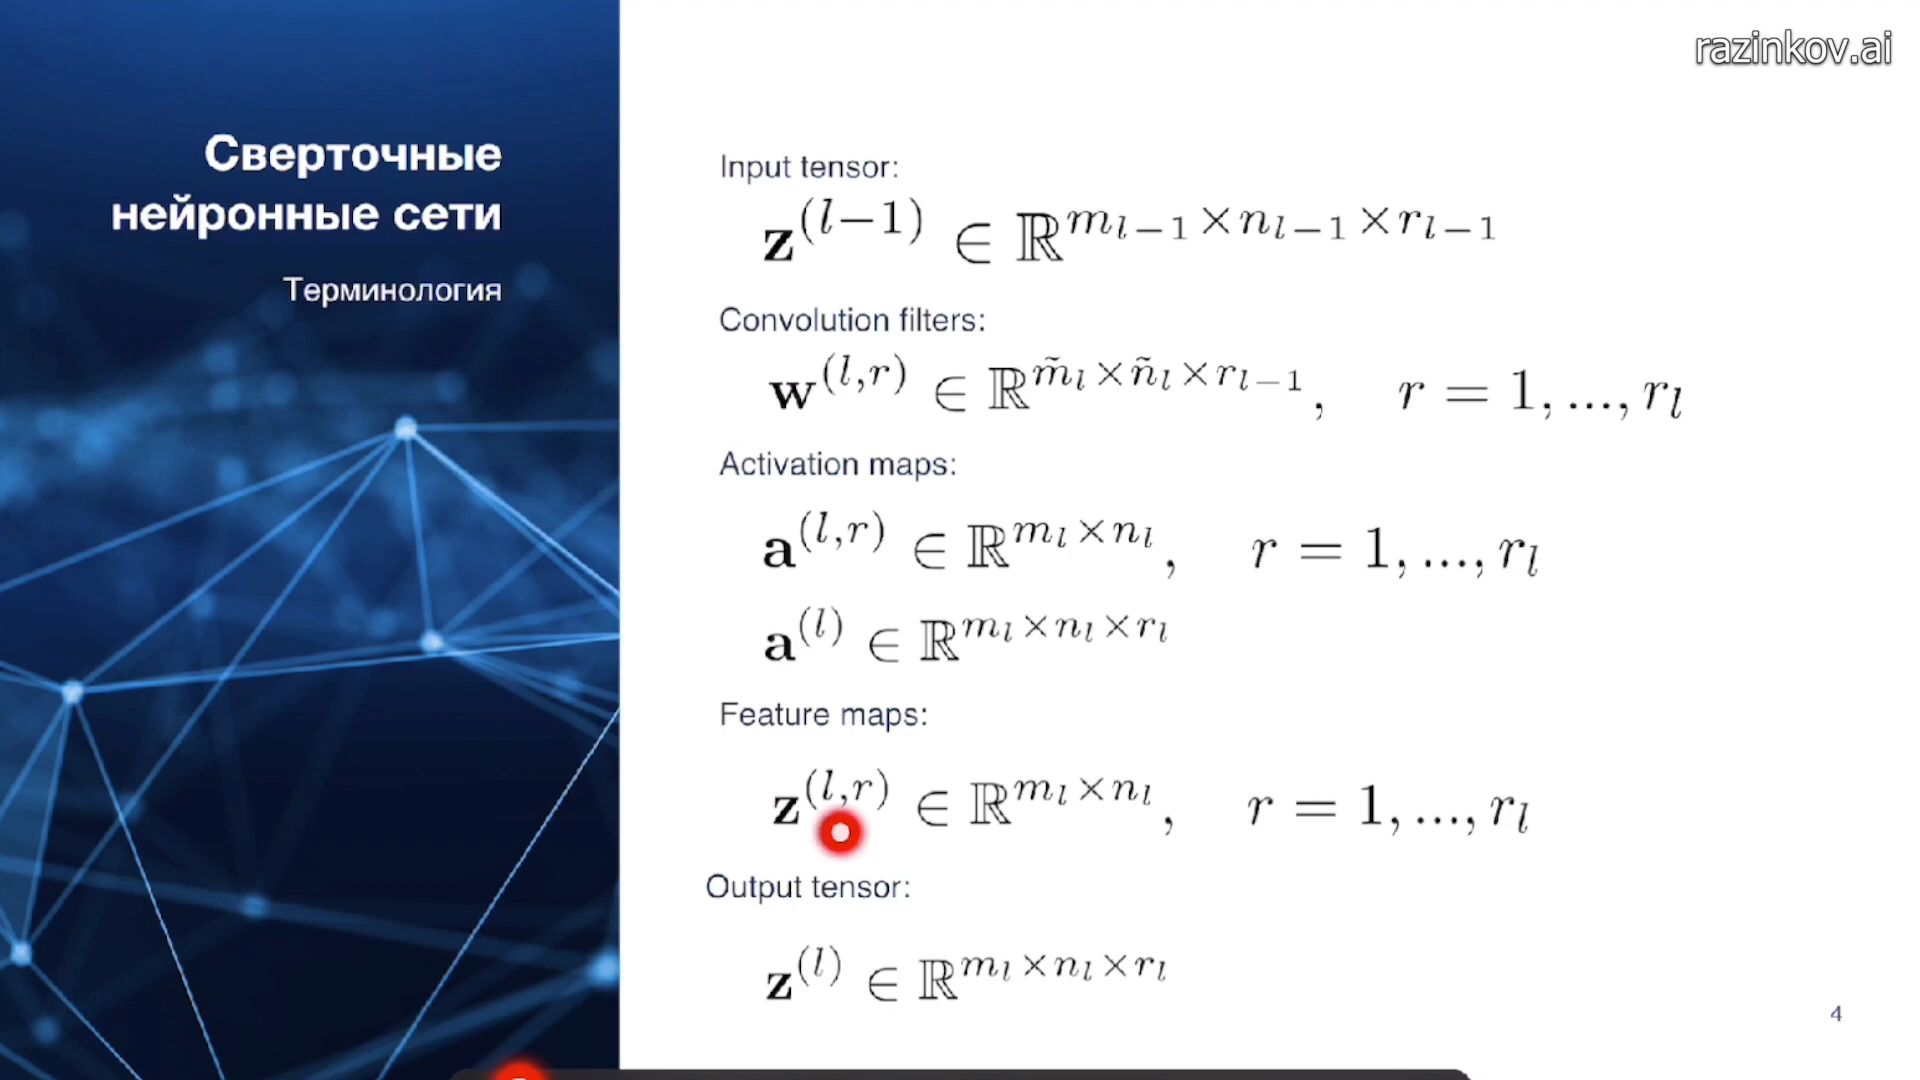 razinkov.ai
Сверточные
нейронные сети
Терминология
Input tensor:
𝐳^{(l−1)} ∈ ℝ^{m_{l−1}×n_{l−1}×r_{l−1}}
Convolution filters:
𝐰^{(l,r)} ∈ ℝ^{m̃_l×ñ_l×r_{l−1}}, r = 1, ..., r_l
Activation maps:
𝐚^{(l,r)} ∈ ℝ^{m_l×n_l}, r = 1, ..., r_l
𝐚^{(l)} ∈ ℝ^{m_l×n_l×r_l}
Feature maps:
𝐳^{(l,r)} ∈ ℝ^{m_l×n_l}, r = 1, ..., r_l
Output tensor:
𝐳^{(l)} ∈ ℝ^{m_l×n_l×r_l}
4